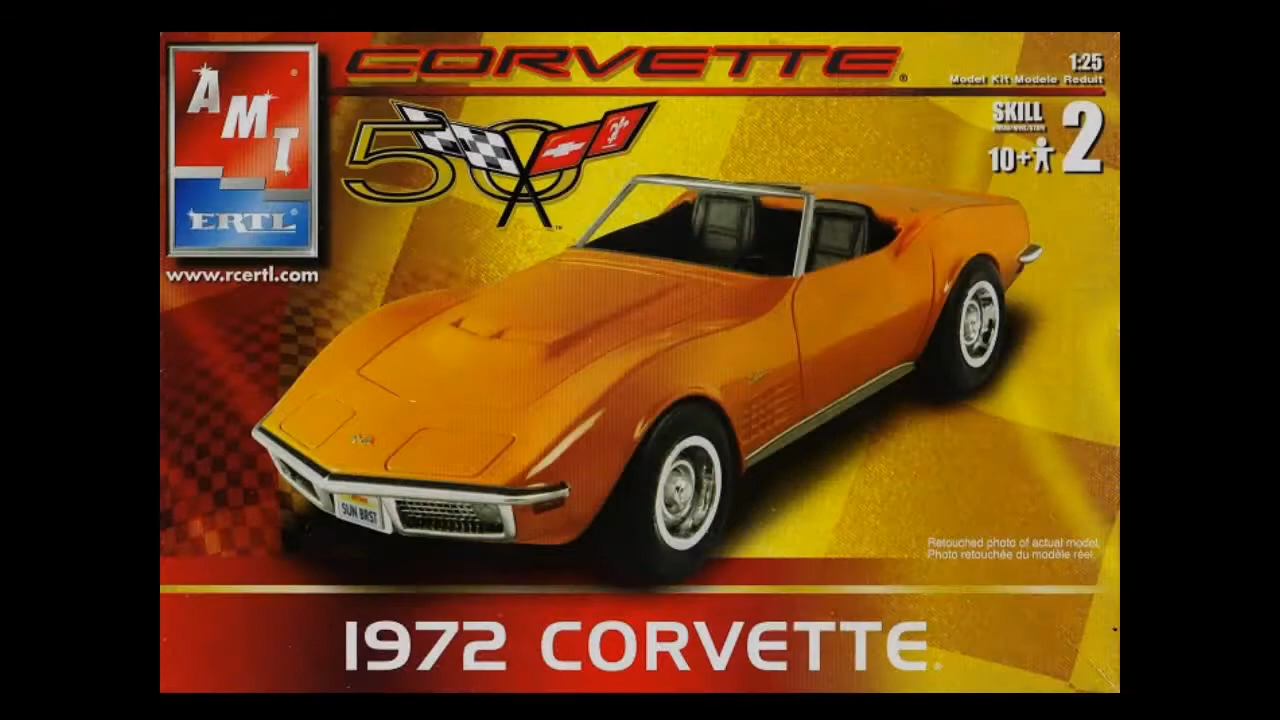 CORVETTE®
1:25
Model Kit Modele Reduit
AMT®
ERTL®
www.rcertl.com
50
SKILL 2
10+
SUN BRST
Retouched photo of actual model.
Photo retouchée du modèle réel.
1972 CORVETTE®